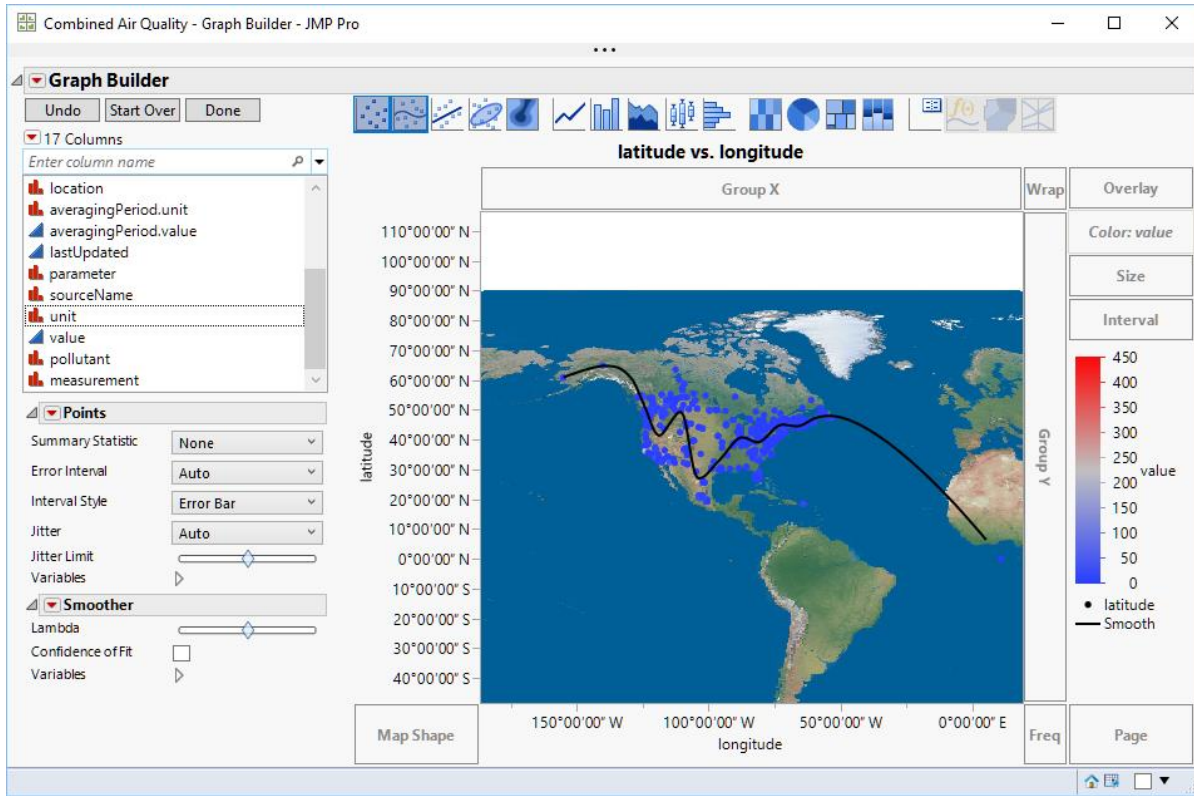 Combined Air Quality - Graph Builder - JMP Pro
Graph Builder
Undo Start Over Done
17 Columns
Enter column name
location
averagingPeriod.unit
averagingPeriod.value
lastUpdated
parameter
sourceName
unit
value
pollutant
measurement
Points
Summary Statistic None
Error Interval Auto
Interval Style Error Bar
Jitter Auto
Jitter Limit
Variables
Smoother
Lambda
Confidence of Fit
Variables
latitude vs. longitude
Group X
Wrap
Overlay
Color: value
Size
Interval
110°00'00" N
100°00'00" N
90°00'00" N
80°00'00" N
70°00'00" N
60°00'00" N
50°00'00" N
40°00'00" N
30°00'00" N
20°00'00" N
10°00'00" N
0°00'00" N
10°00'00" S
20°00'00" S
30°00'00" S
40°00'00" S
latitude
Group Y
450
400
350
300
250
200
150
100
50
0
value
latitude
Smooth
150°00'00" W 100°00'00" W 50°00'00" W 0°00'00" E
longitude
Map Shape
Freq
Page